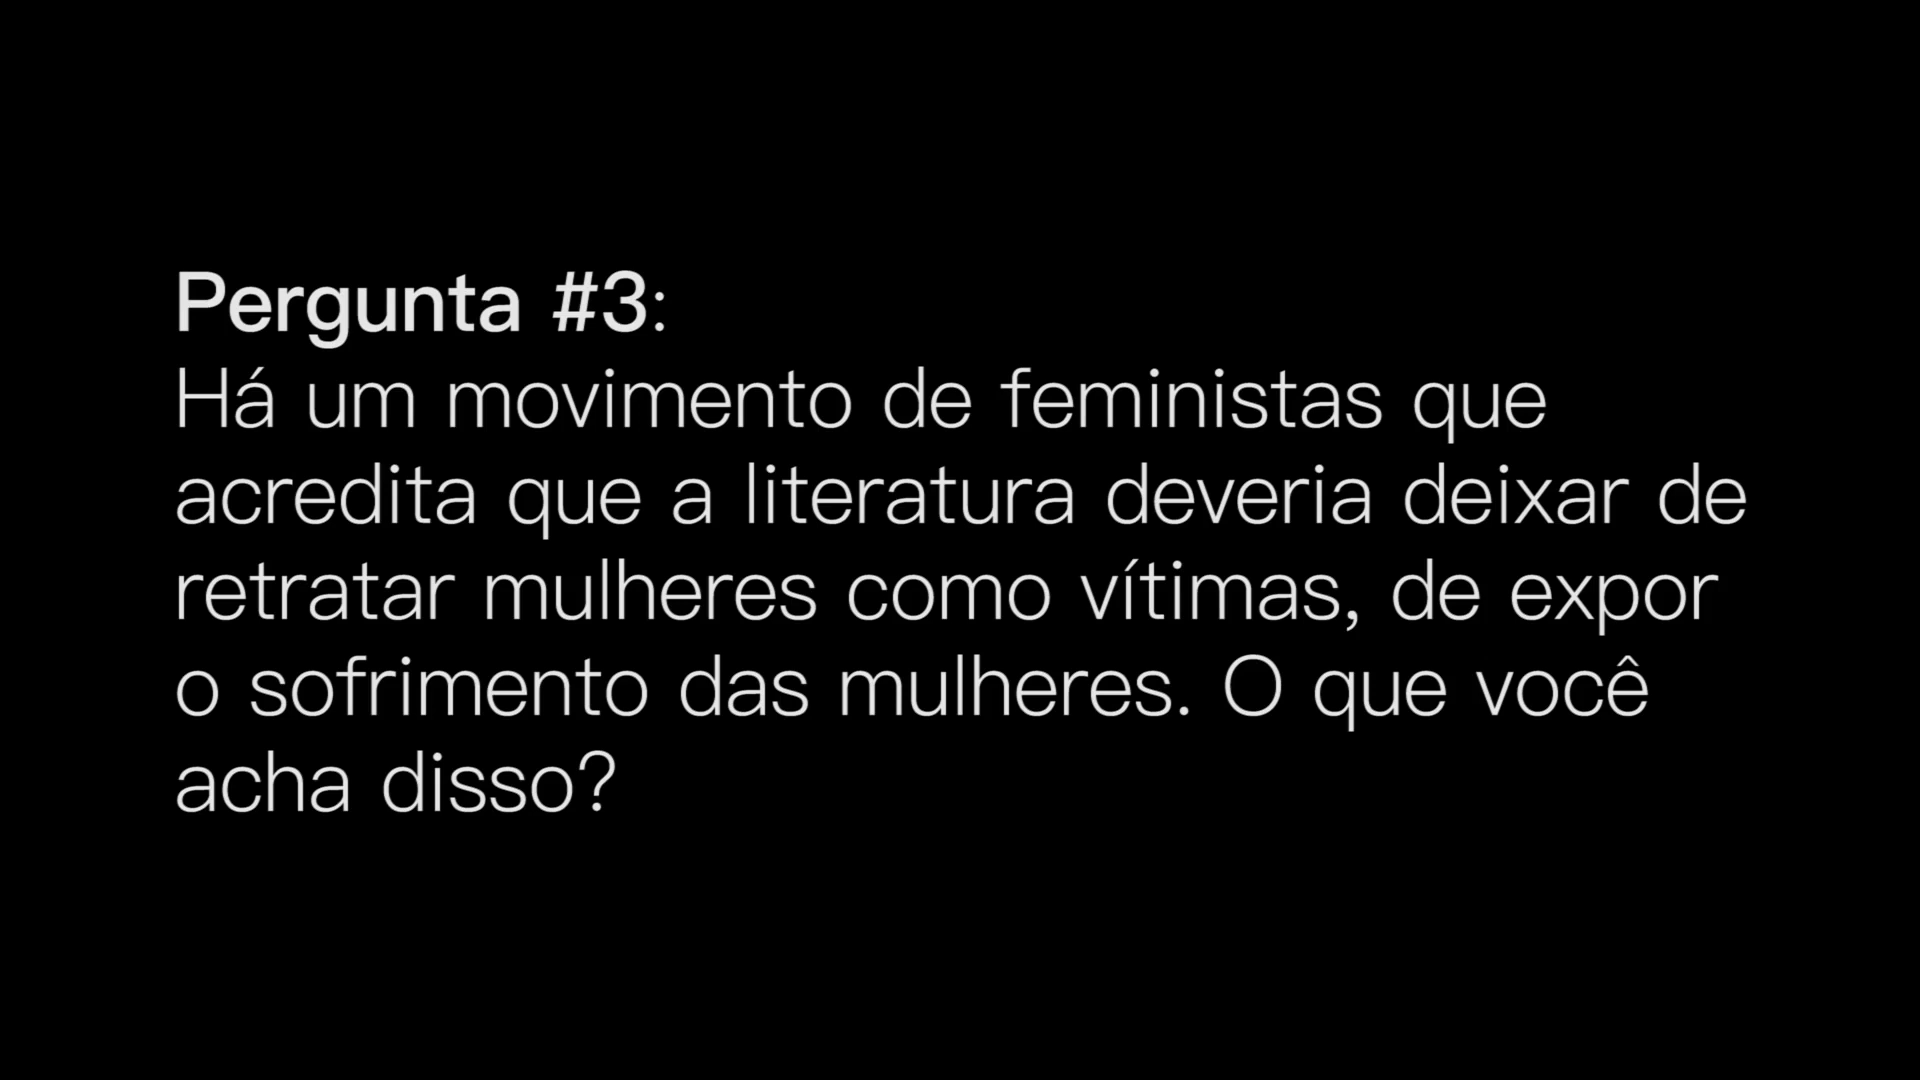 Pergunta #3:
Há um movimento de feministas que
acredita que a literatura deveria deixar de
retratar mulheres como vítimas, de expor
o sofrimento das mulheres. O que você
acha disso?